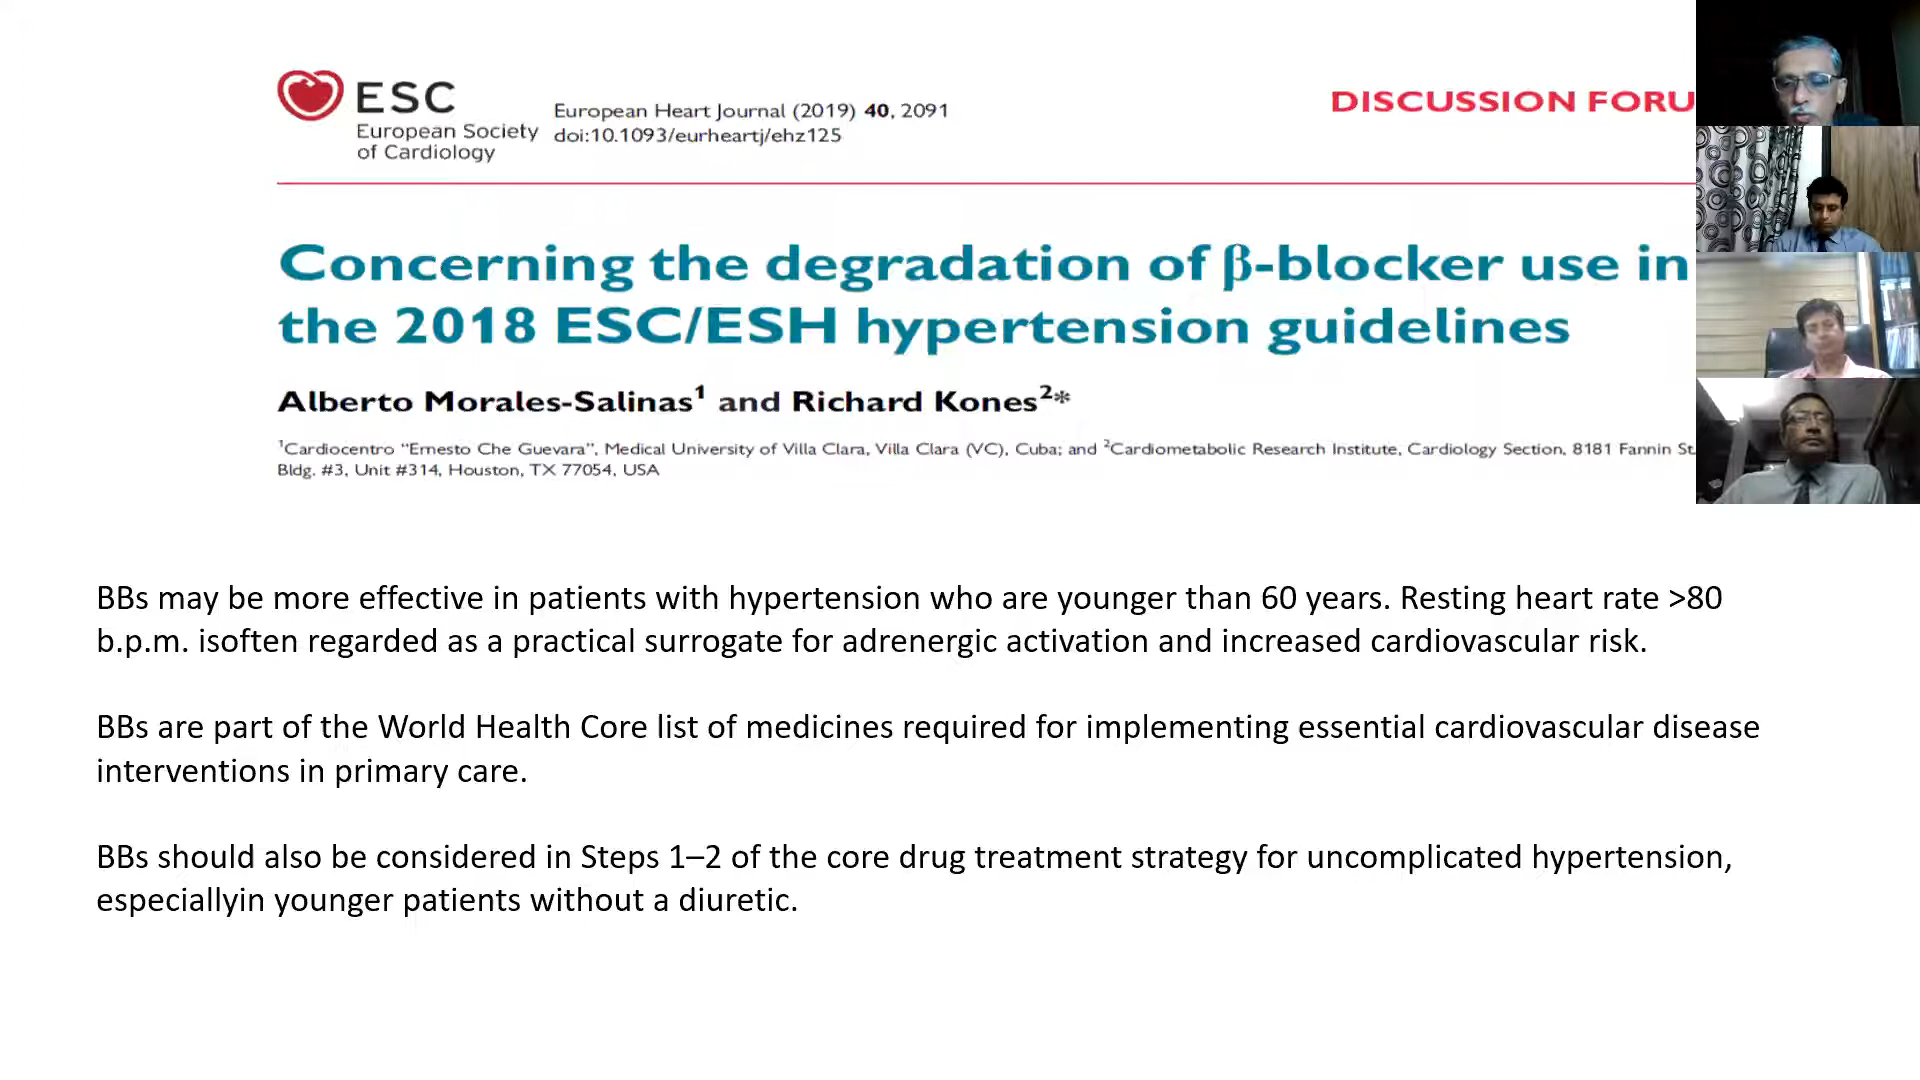 ESC
European Society
of Cardiology
European Heart Journal (2019) 40, 2091
doi:10.1093/eurheartj/ehz125
DISCUSSION FORU
Concerning the degradation of β-blocker use in
the 2018 ESC/ESH hypertension guidelines
Alberto Morales-Salinas1 and Richard Kones2*
1Cardiocentro "Ernesto Che Guevara", Medical University of Villa Clara, Villa Clara (VC), Cuba; and 2Cardiometabolic Research Institute, Cardiology Section, 8181 Fannin St.
Bldg. #3, Unit #314, Houston, TX 77054, USA
BBs may be more effective in patients with hypertension who are younger than 60 years. Resting heart rate >80
b.p.m. isoften regarded as a practical surrogate for adrenergic activation and increased cardiovascular risk.
BBs are part of the World Health Core list of medicines required for implementing essential cardiovascular disease
interventions in primary care.
BBs should also be considered in Steps 1–2 of the core drug treatment strategy for uncomplicated hypertension,
especiallyin younger patients without a diuretic.